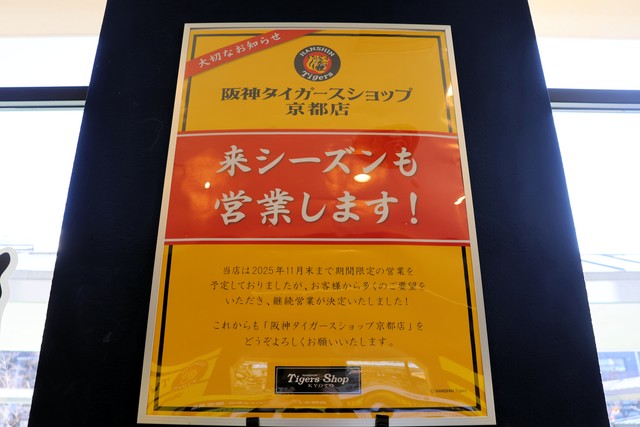 大切なお知らせ
HANSHIN
Tigers
阪神タイガースショップ
京都店
来シーズンも
営業します!
当店は2025年11月末まで期間限定の営業を
予定しておりましたが、お客様から多くのご要望を
いただき、継続営業が決定いたしました!
これからも「阪神タイガースショップ京都店」を
どうぞよろしくお願いいたします。
Tigers Shop
KYOTO